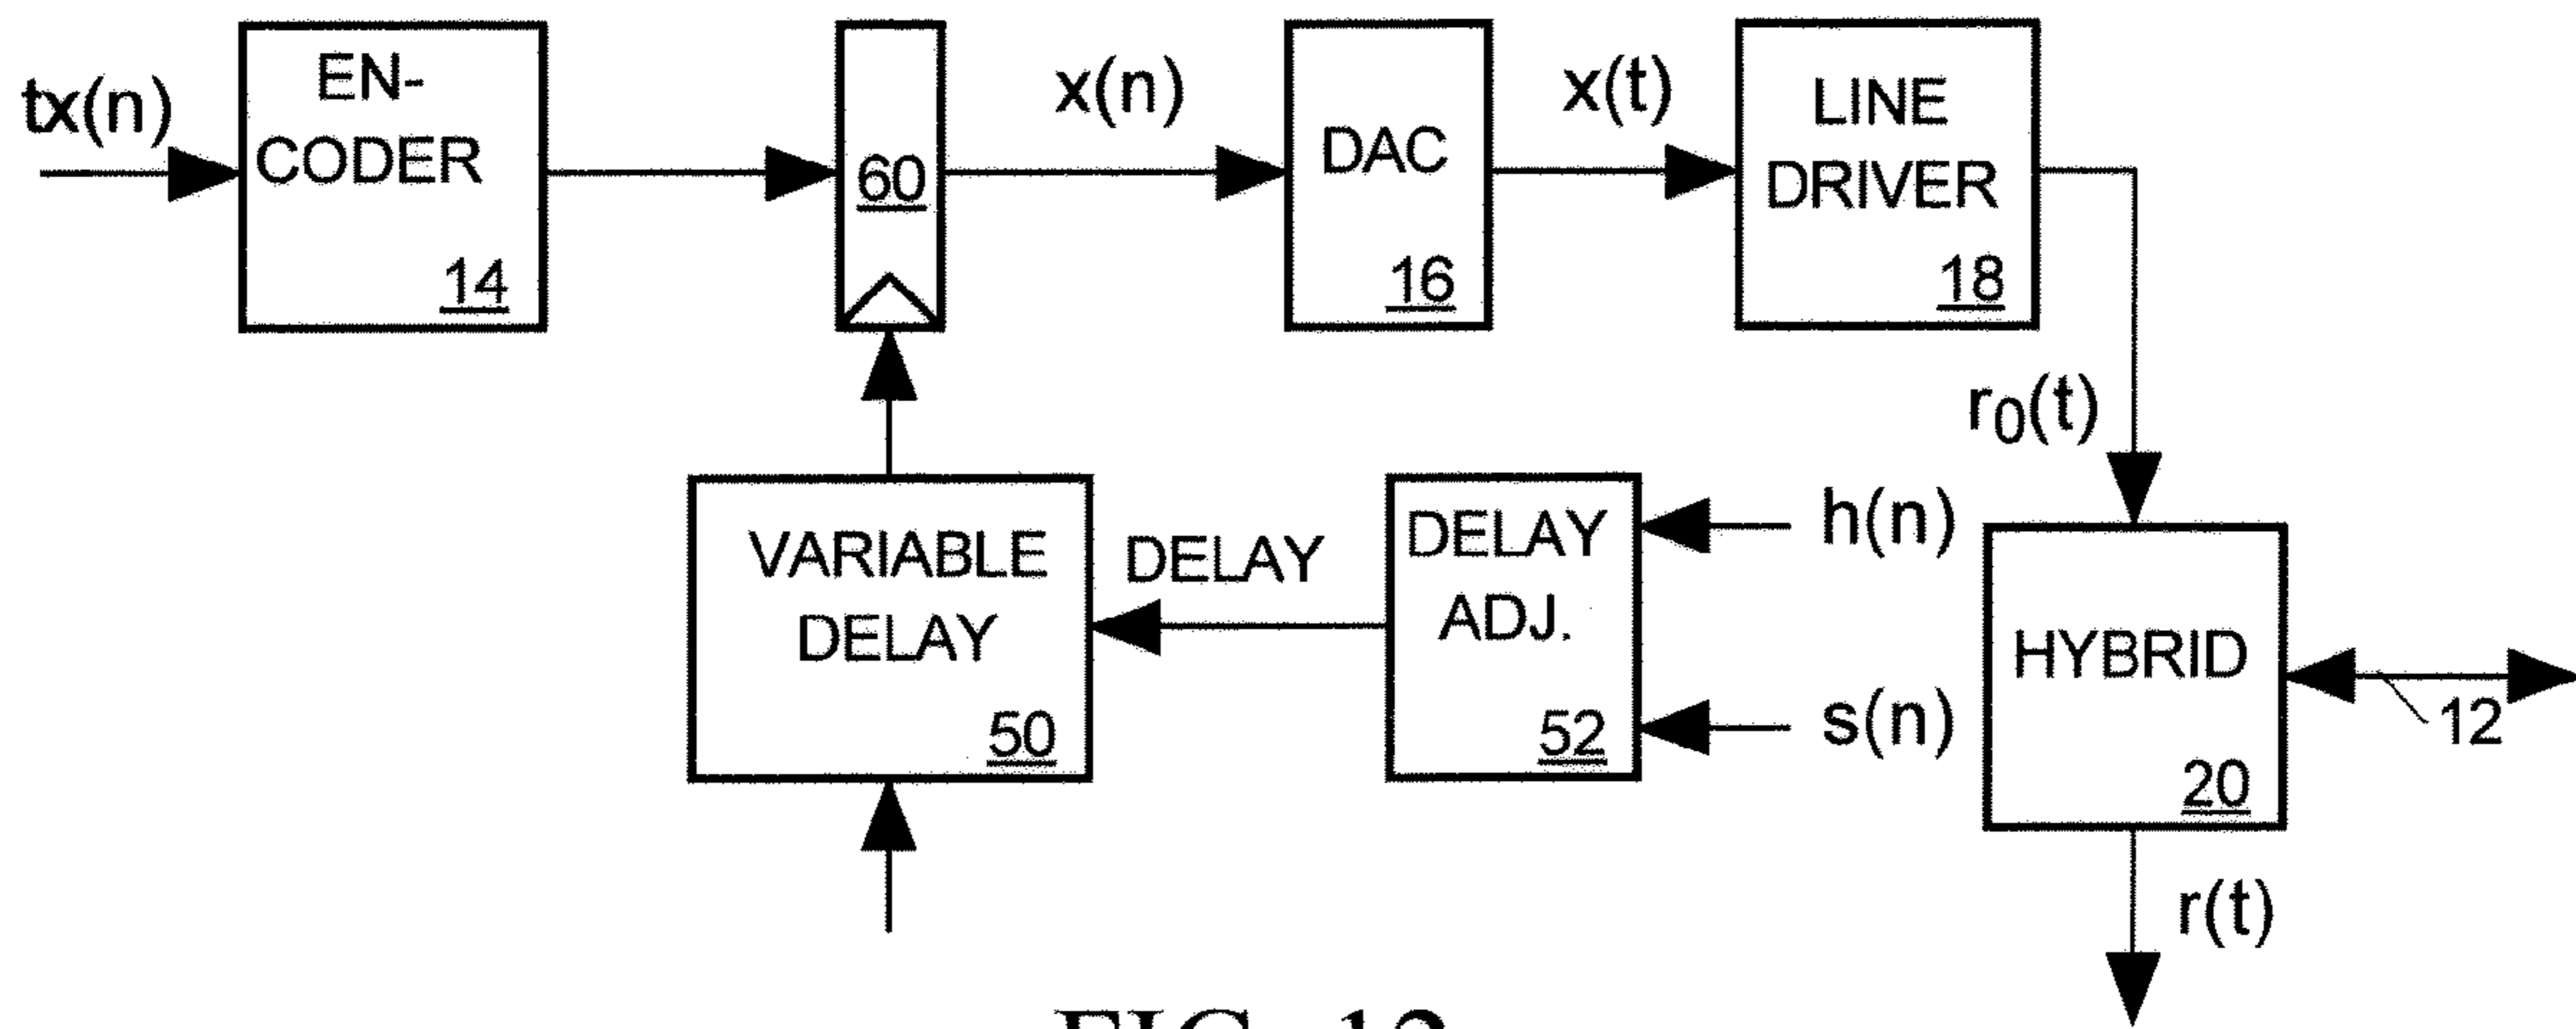 tx(n)
EN-
CODER
14
60
x(n)
DAC
16
x(t)
LINE
DRIVER
18
r0(t)
VARIABLE
DELAY
50
DELAY
DELAY
ADJ.
52
h(n)
s(n)
HYBRID
20
12
r(t)